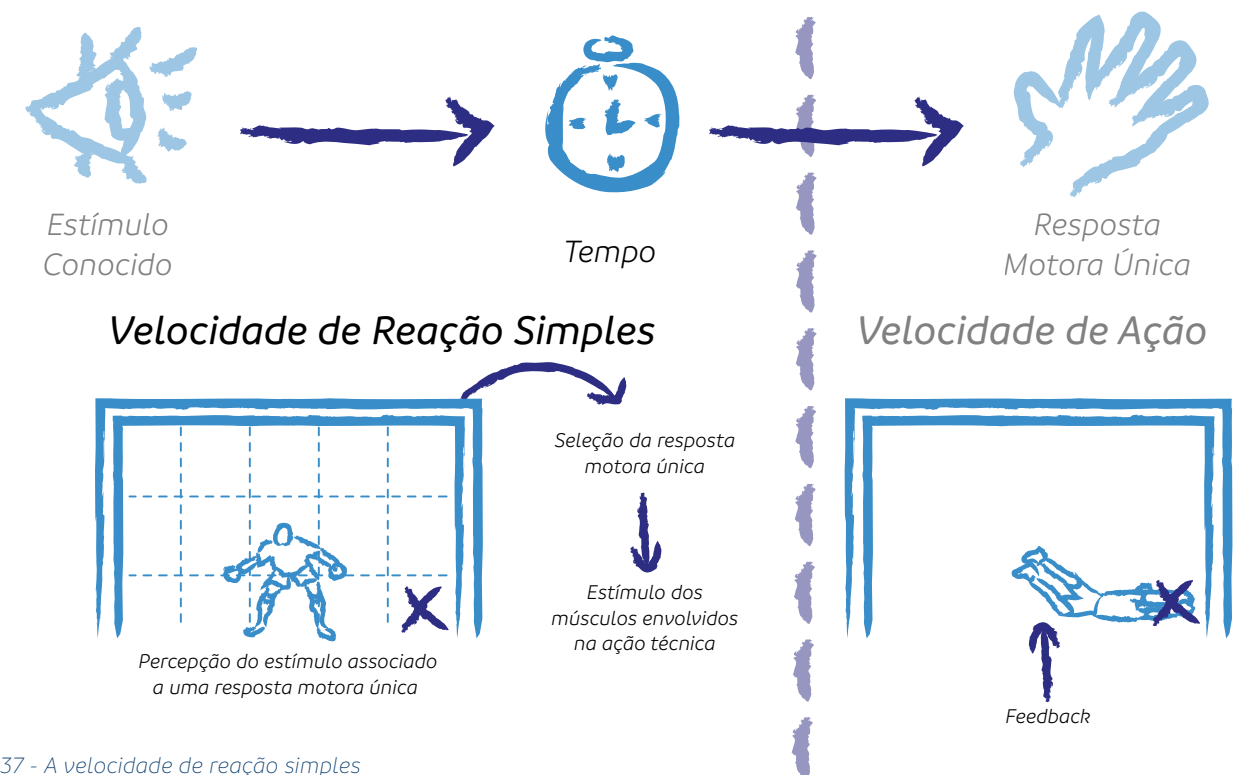 Estímulo
Conocido
Tempo
Resposta
Motora Única
Velocidade de Reação Simples
Velocidade de Ação
Seleção da resposta
motora única
Estímulo dos
músculos envolvidos
na ação técnica
Percepção do estímulo associado
a uma resposta motora única
Feedback
37 - A velocidade de reação simples